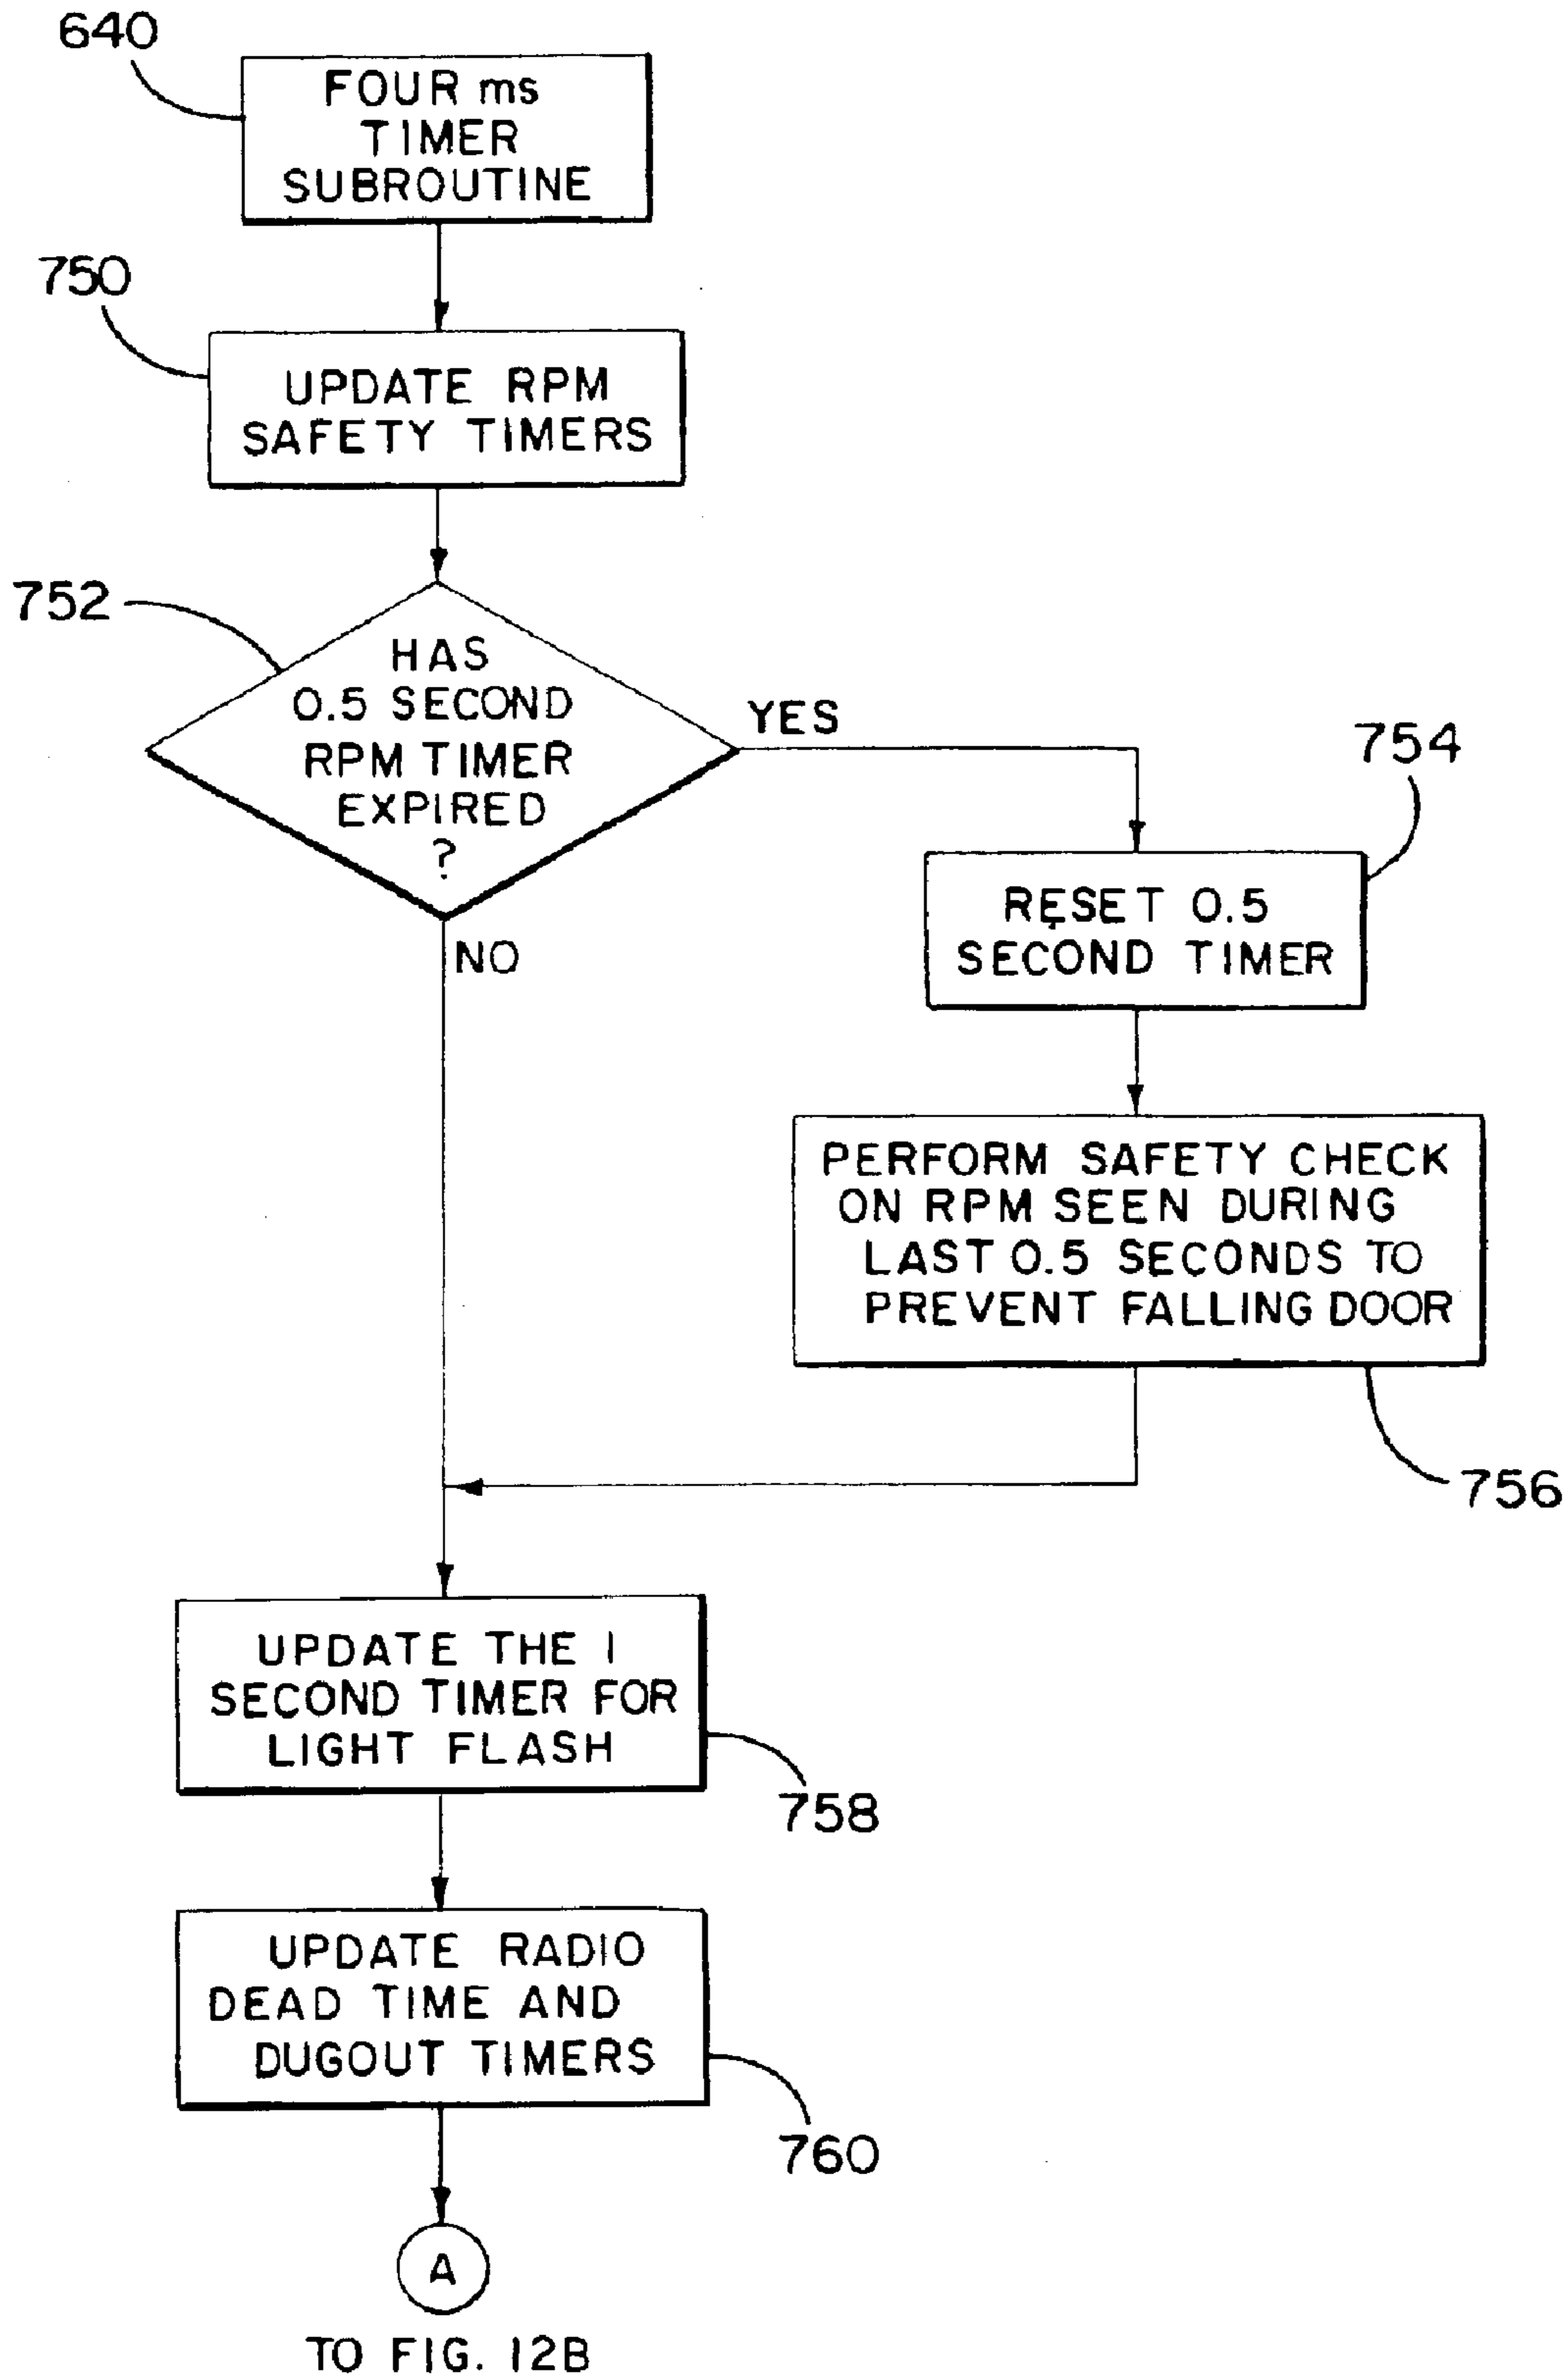 640
FOUR ms
TIMER
SUBROUTINE
750
UPDATE RPM
SAFETY TIMERS
752
HAS
0.5 SECOND
RPM TIMER
EXPIRED
?
YES
NO
754
RESET 0.5
SECOND TIMER
PERFORM SAFETY CHECK
ON RPM SEEN DURING
LAST 0.5 SECONDS TO
PREVENT FALLING DOOR
756
UPDATE THE 1
SECOND TIMER FOR
LIGHT FLASH
758
UPDATE RADIO
DEAD TIME AND
DUGOUT TIMERS
760
A
TO FIG. 12B